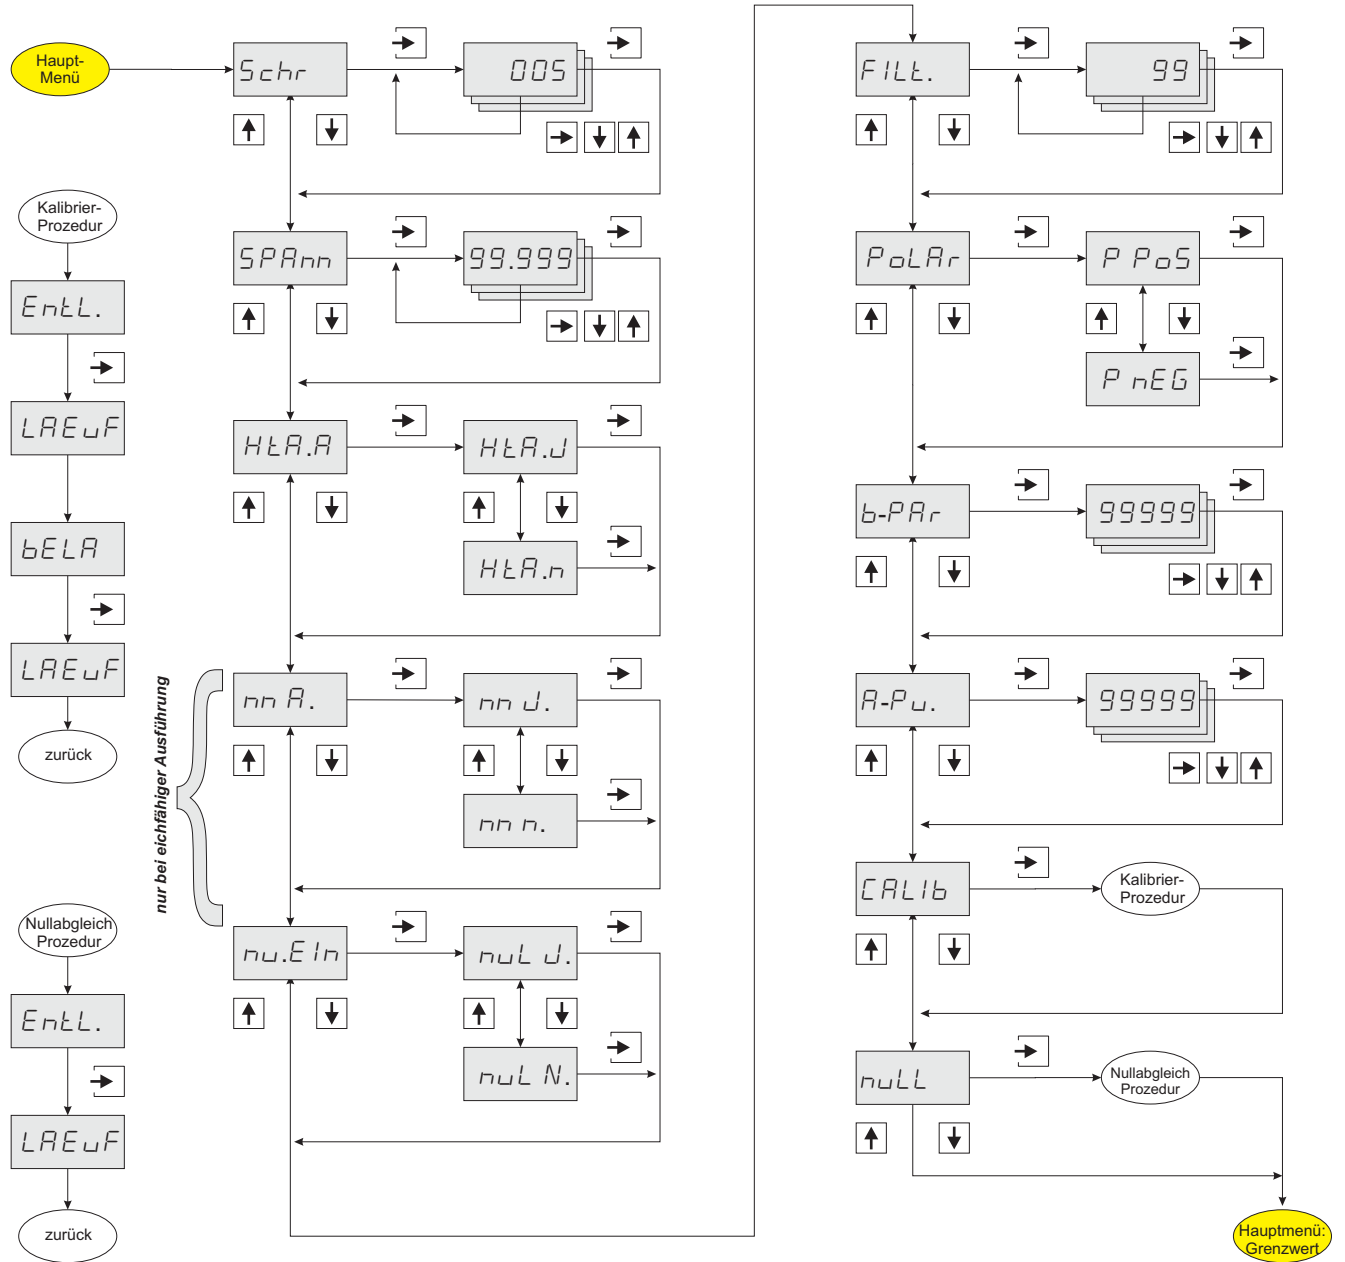 Haupt-
Menü
Schr
005
SPAnn
99.999
HtA.A
HtA.J
HtA.n
nur bei eichfähiger Ausführung
nn A.
nn J.
nn n.
nu.EIn
nuL J.
nuL N.
Kalibrier-
Prozedur
EntL.
LAEuF
bELA
LAEuF
zurück
Nullabgleich
Prozedur
EntL.
LAEuF
zurück
FILt.
99
PoLAr
P PoS
P nEG
b-PAr
99999
A-Pu.
99999
CALIb
Kalibrier-
Prozedur
nuLL
Nullabgleich
Prozedur
Hauptmenü:
Grenzwert